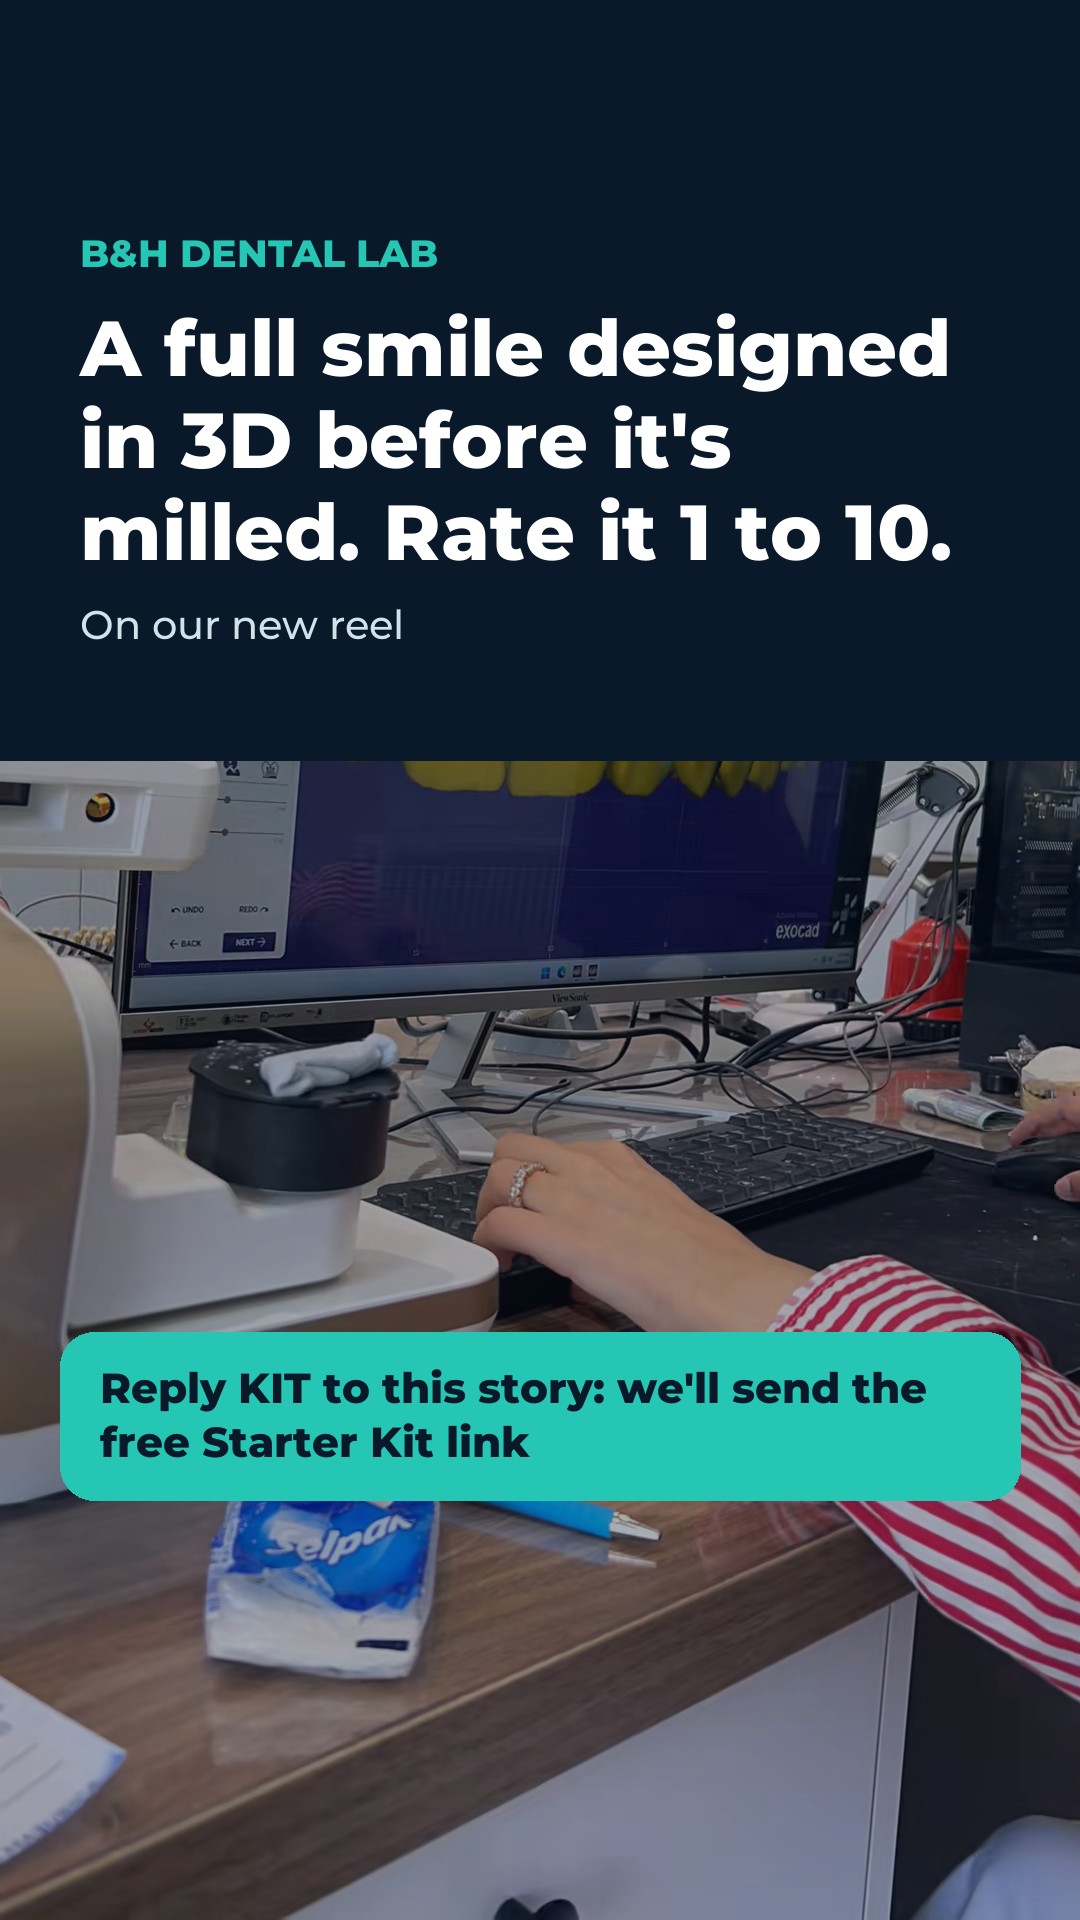 B&H DENTAL LAB
A full smile designed
in 3D before it's
milled. Rate it 1 to 10.
On our new reel
UNDO REDO
BACK NEXT
exocad
ViewSonic
Reply KIT to this story: we'll send the
free Starter Kit link
selpak